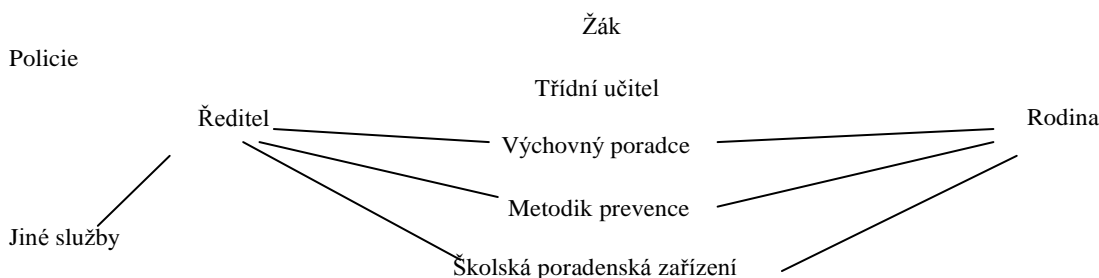 Žák
Policie
Třídní učitel
Ředitel
Rodina
Výchovný poradce
Metodik prevence
Jiné služby
Školská poradenská zařízení